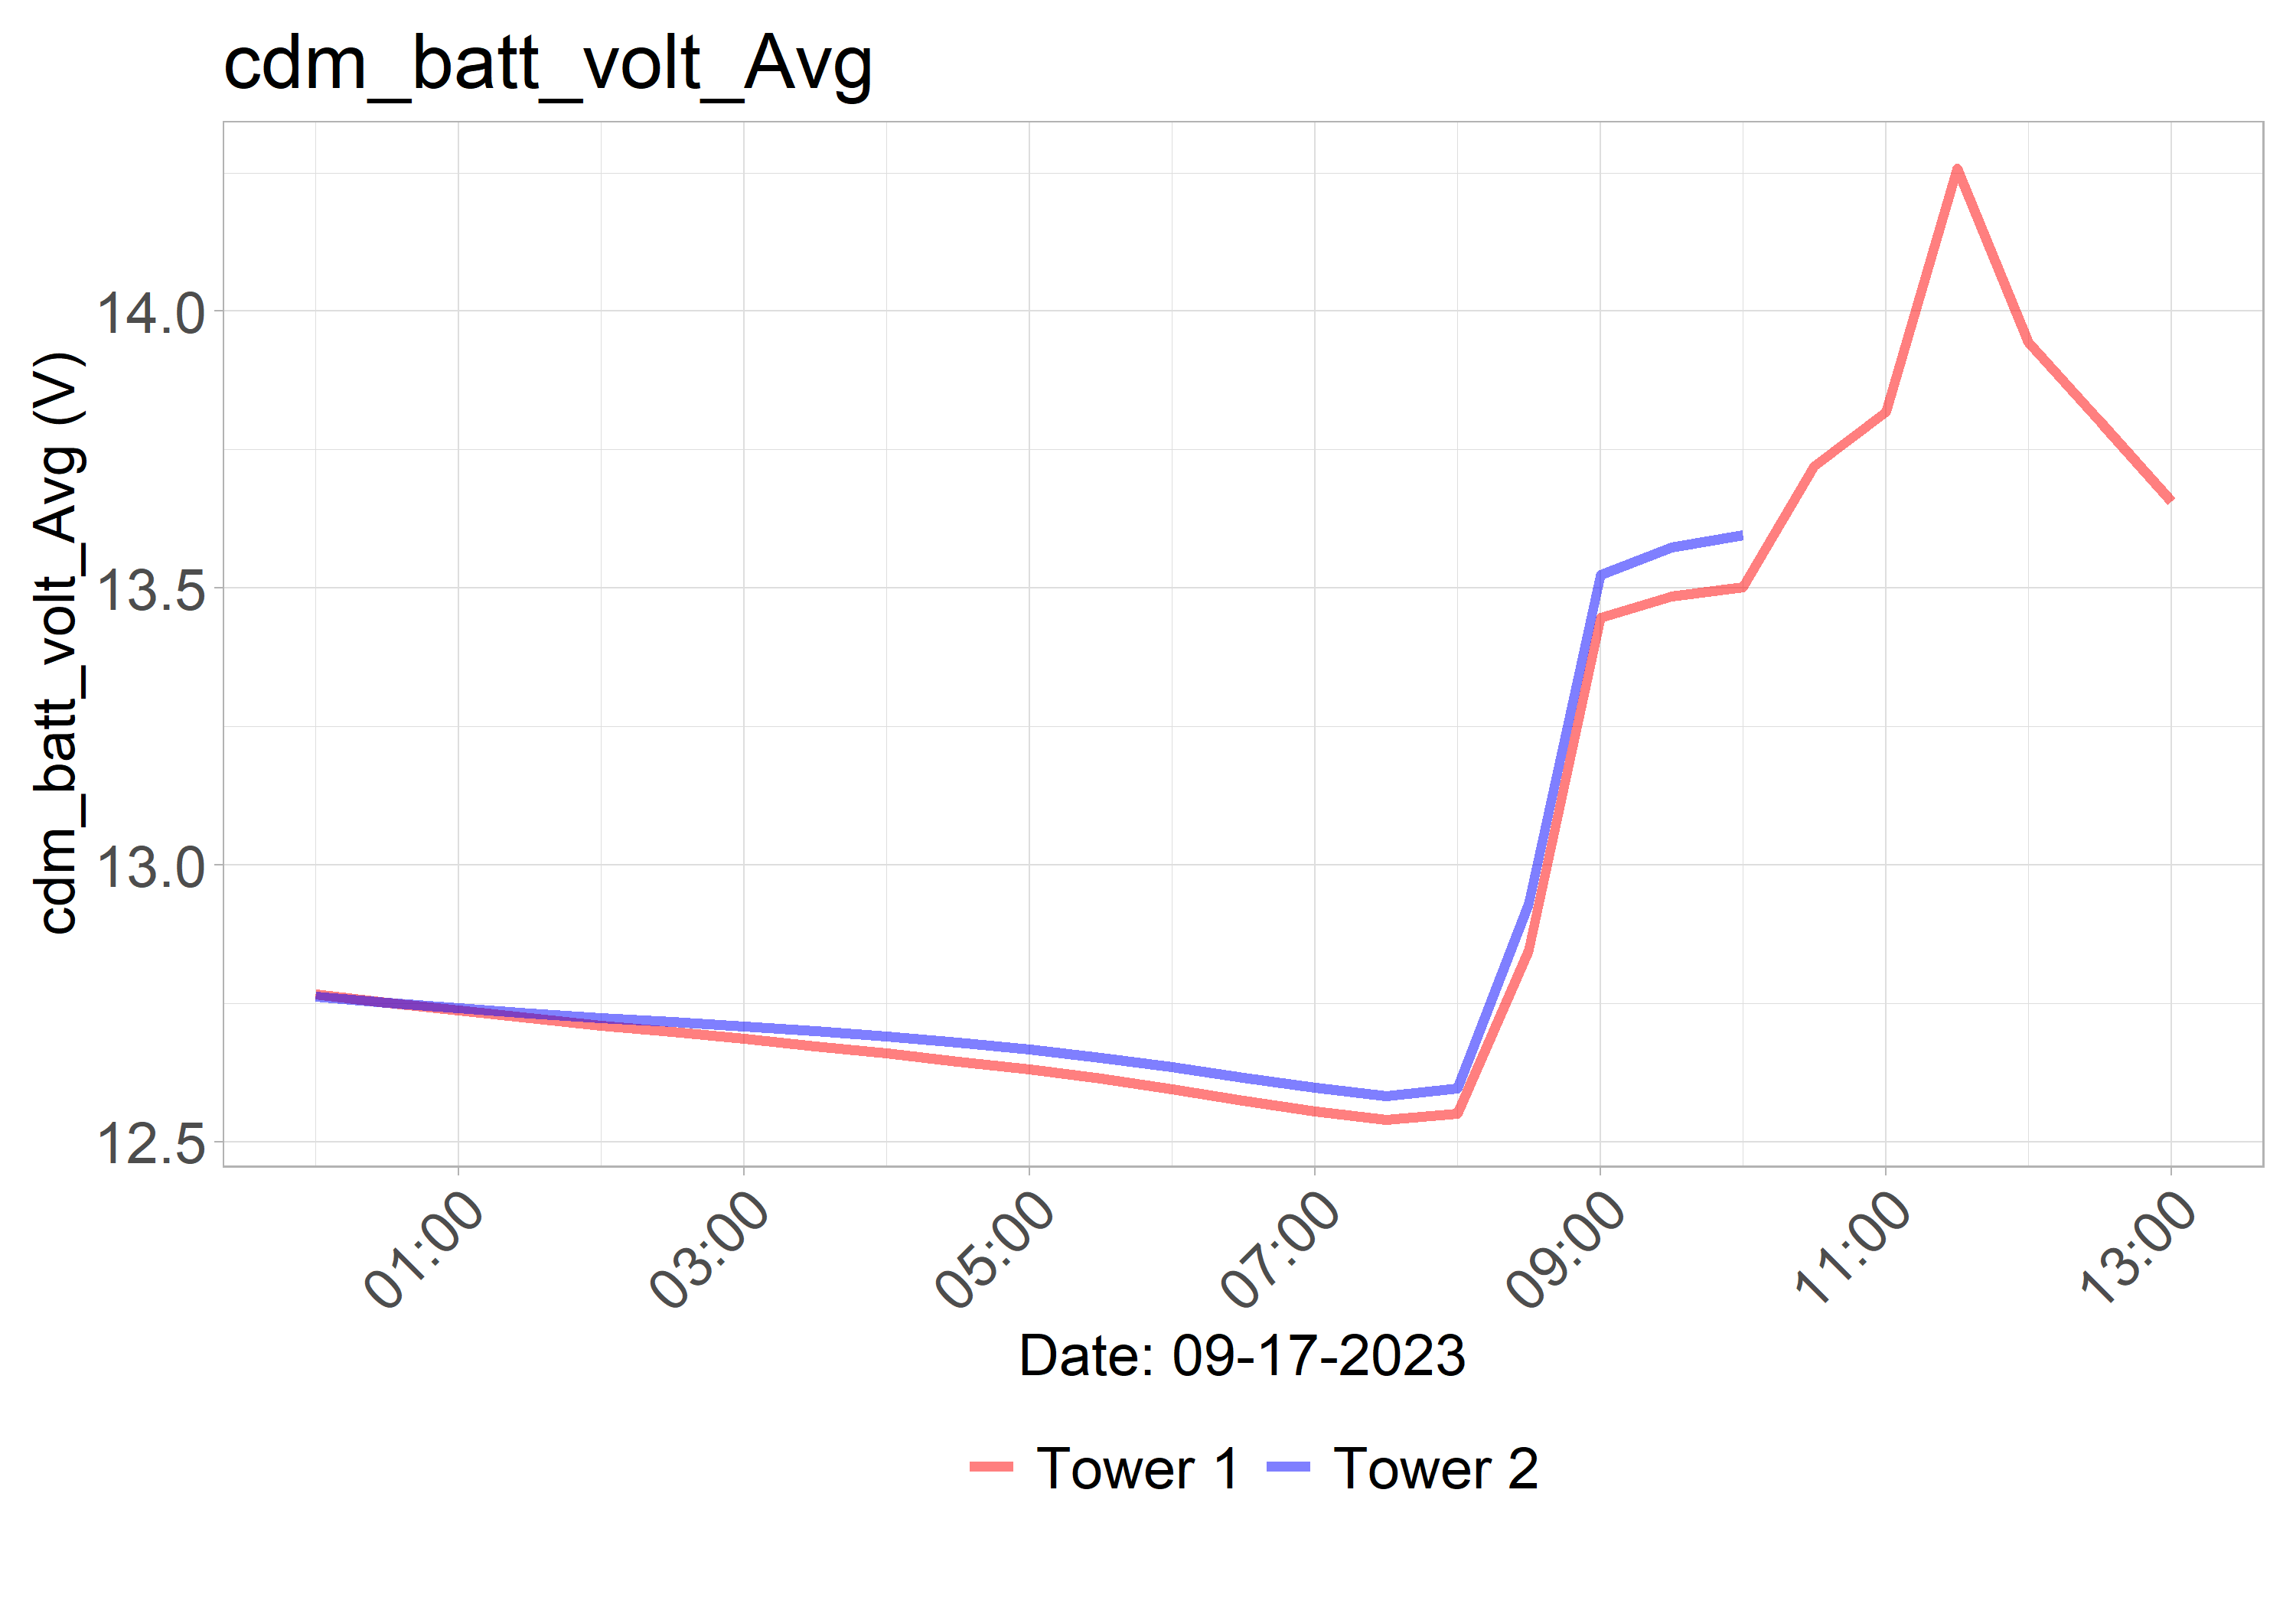 cdm_batt_volt_Avg
cdm_batt_volt_Avg (V)
14.0
13.5
13.0
12.5
01:00
03:00
05:00
07:00
09:00
11:00
13:00
Date: 09-17-2023
Tower 1
Tower 2